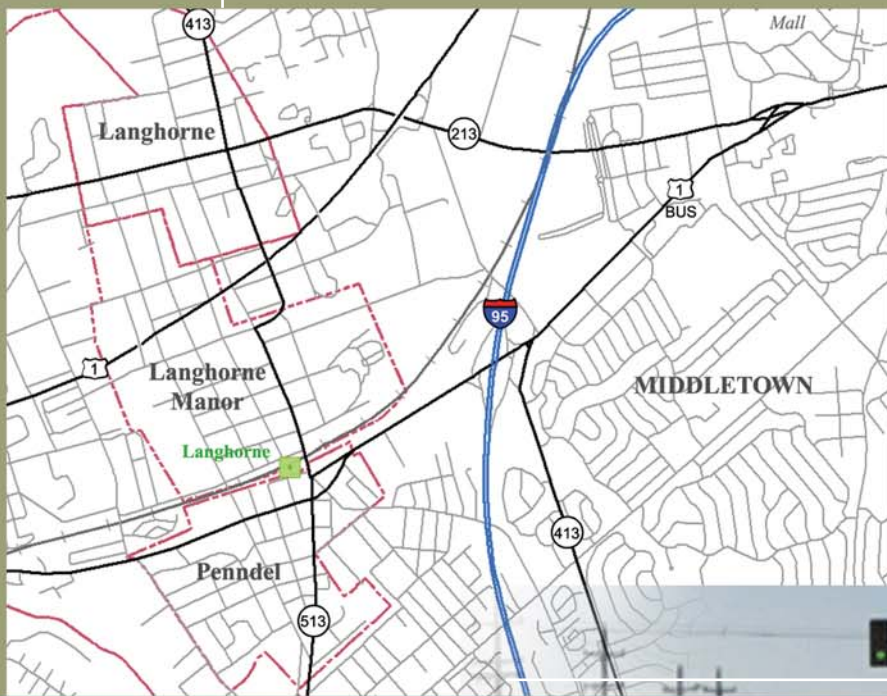 413
Mall
Langhorne
213
1
BUS
95
1
Langhorne
Manor
MIDDLETOWN
Langhorne
413
Penndel
513